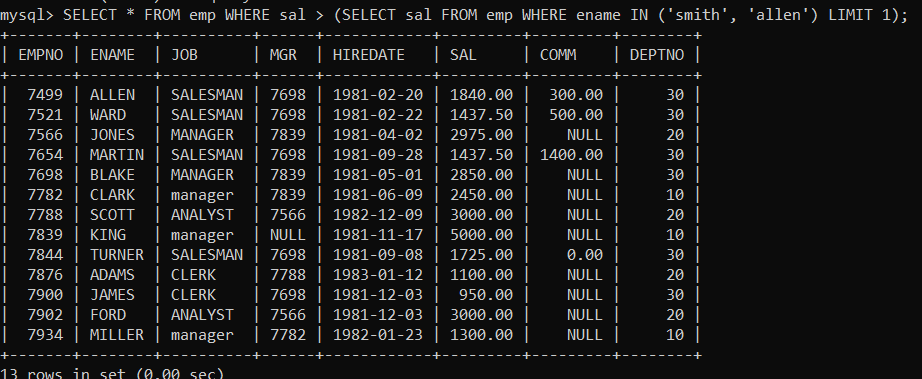 mysql> SELECT * FROM emp WHERE sal > (SELECT sal FROM emp WHERE ename IN ('smith', 'allen') LIMIT 1);
+-------+--------+----------+------+------------+---------+---------+--------+
| EMPNO | ENAME  | JOB      | MGR  | HIREDATE   | SAL     | COMM    | DEPTNO |
+-------+--------+----------+------+------------+---------+---------+--------+
|  7499 | ALLEN  | SALESMAN | 7698 | 1981-02-20 | 1840.00 |  300.00 |     30 |
|  7521 | WARD   | SALESMAN | 7698 | 1981-02-22 | 1437.50 |  500.00 |     30 |
|  7566 | JONES  | MANAGER  | 7839 | 1981-04-02 | 2975.00 |    NULL |     20 |
|  7654 | MARTIN | SALESMAN | 7698 | 1981-09-28 | 1437.50 | 1400.00 |     30 |
|  7698 | BLAKE  | MANAGER  | 7839 | 1981-05-01 | 2850.00 |    NULL |     30 |
|  7782 | CLARK  | manager  | 7839 | 1981-06-09 | 2450.00 |    NULL |     10 |
|  7788 | SCOTT  | ANALYST  | 7566 | 1982-12-09 | 3000.00 |    NULL |     20 |
|  7839 | KING   | manager  | NULL | 1981-11-17 | 5000.00 |    NULL |     10 |
|  7844 | TURNER | SALESMAN | 7698 | 1981-09-08 | 1725.00 |    0.00 |     30 |
|  7876 | ADAMS  | CLERK    | 7788 | 1983-01-12 | 1100.00 |    NULL |     20 |
|  7900 | JAMES  | CLERK    | 7698 | 1981-12-03 |  950.00 |    NULL |     30 |
|  7902 | FORD   | ANALYST  | 7566 | 1981-12-03 | 3000.00 |    NULL |     20 |
|  7934 | MILLER | manager  | 7782 | 1982-01-23 | 1300.00 |    NULL |     10 |
+-------+--------+----------+------+------------+---------+---------+--------+
13 rows in set (0.00 sec)